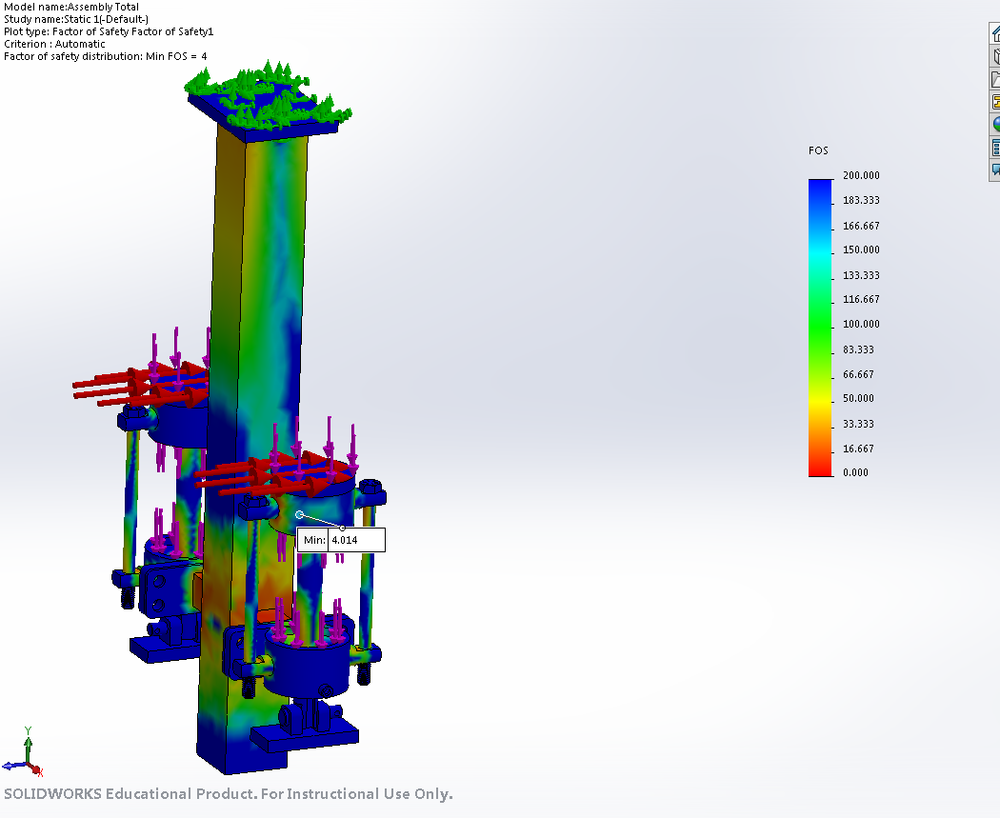 Model name:Assembly Total
Study name:Static 1(-Default-)
Plot type: Factor of Safety Factor of Safety1
Criterion : Automatic
Factor of safety distribution: Min FOS = 4
FOS
200.000
183.333
166.667
150.000
133.333
116.667
100.000
83.333
66.667
50.000
33.333
16.667
0.000
Min: 4.014
Y
X
SOLIDWORKS Educational Product. For Instructional Use Only.